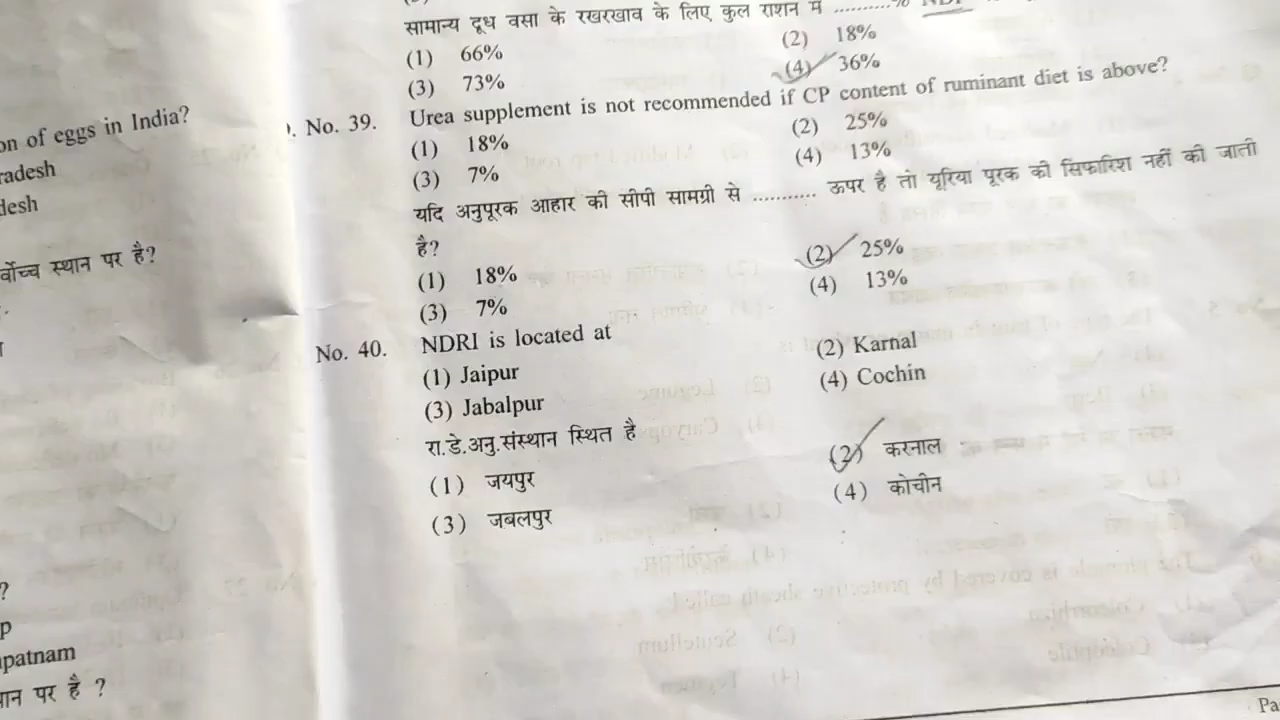 on of eggs in India?
radesh
desh
र्वोच्च स्थान पर है?
?
p
patnam
थान पर है ?
सामान्य दूध वसा के रखरखाव के लिए कुल राशन में ..........%
(1) 66%
(2) 18%
(3) 73%
(4) 36%
. No. 39. Urea supplement is not recommended if CP content of ruminant diet is above?
(1) 18%
(2) 25%
(3) 7%
(4) 13%
यदि अनुपूरक आहार की सीपी सामग्री से ........... ऊपर है तो यूरिया पूरक की सिफारिश नहीं की जाती
है?
(1) 18%
(2) 25%
(3) 7%
(4) 13%
No. 40. NDRI is located at
(1) Jaipur
(2) Karnal
(3) Jabalpur
(4) Cochin
रा.डे.अनु.संस्थान स्थित है
(1) जयपुर
(2) करनाल
(3) जबलपुर
(4) कोचीन
Pa